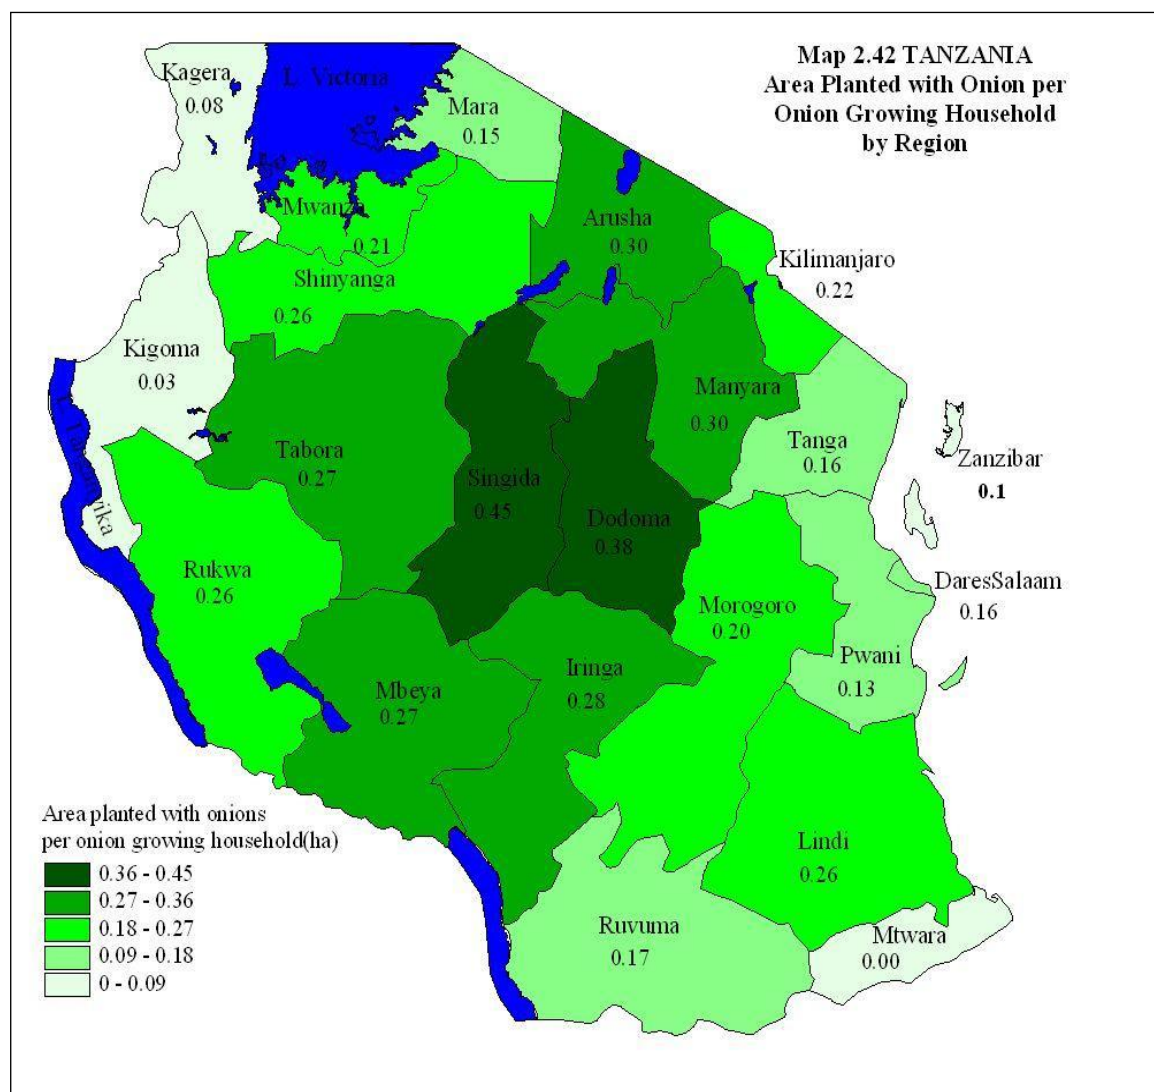 Map 2.42 TANZANIA
Area Planted with Onion per
Onion Growing Household
by Region
Kagera
0.08
L. Victoria
Mara
0.15
Mwanza
0.21
Arusha
0.30
Shinyanga
0.26
Kilimanjaro
0.22
Kigoma
0.03
Manyara
0.30
Tabora
0.27
Singida
0.45
Dodoma
0.38
Tanga
0.16
Zanzibar
0.1
L. Tanganyika
Rukwa
0.26
Morogoro
0.20
DaresSalaam
0.16
Pwani
0.13
Mbeya
0.27
Iringa
0.28
Lindi
0.26
Ruvuma
0.17
Mtwara
0.00
Area planted with onions
per onion growing household(ha)
0.36 - 0.45
0.27 - 0.36
0.18 - 0.27
0.09 - 0.18
0 - 0.09